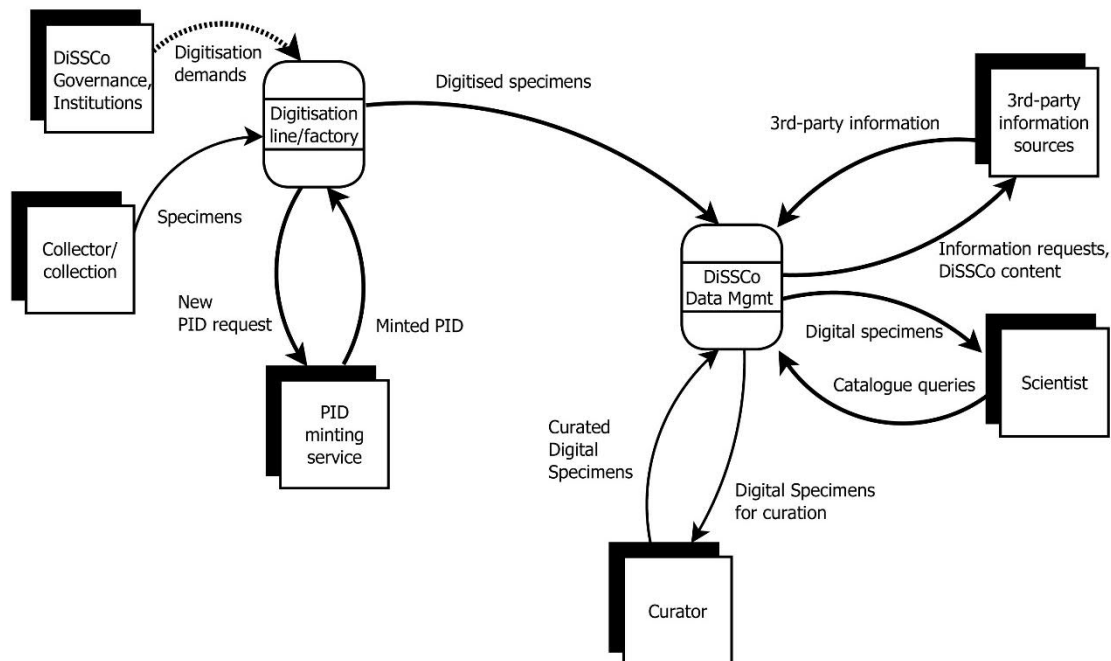 DiSSCo
Governance,
Institutions
Digitisation
demands
Digitisation
line/factory
Digitised specimens
3rd-party information
3rd-party
information
sources
Collector/
collection
Specimens
New
PID request
Minted PID
PID
minting
service
DiSSCo
Data Mgmt
Information requests,
DiSSCo content
Digital specimens
Catalogue queries
Scientist
Curated
Digital
Specimens
Digital Specimens
for curation
Curator